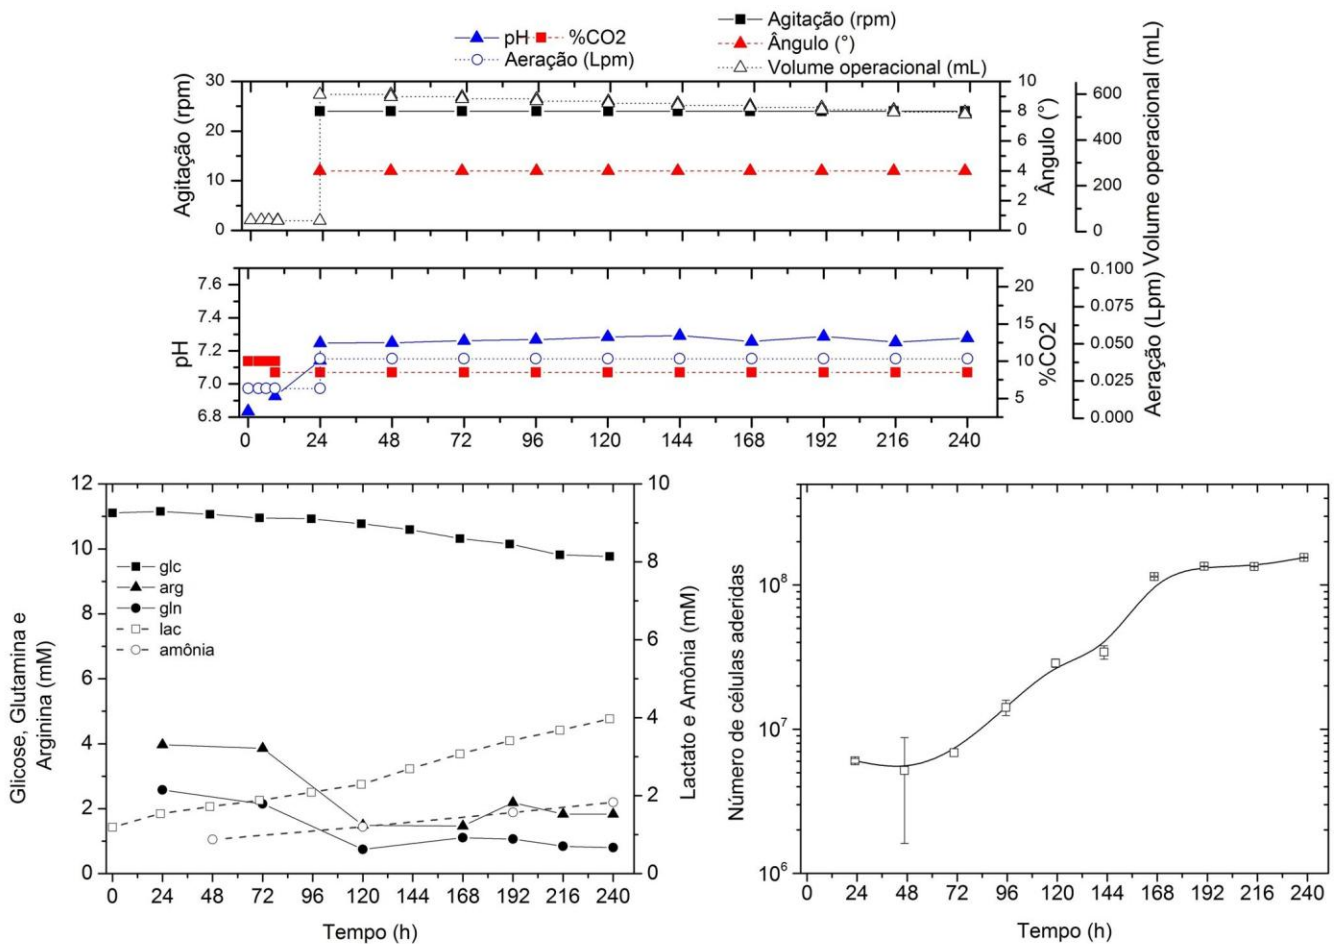 pH %CO2
Aeração (Lpm)
Agitação (rpm)
Ângulo (°)
Volume operacional (mL)
Agitação (rpm)
30
20
10
0
10
8
6
4
2
0
Ângulo (°)
600
400
200
0
Volume operacional (mL)
pH
7.6
7.4
7.2
7.0
6.8
20
15
10
5
%CO2
0.100
0.075
0.050
0.025
0.000
Aeração (Lpm)
0 24 48 72 96 120 144 168 192 216 240
Glicose, Glutamina e
Arginina (mM)
12
10
8
6
4
2
0
glc
arg
gln
lac
amônia
10
8
6
4
2
0
Lactato e Amônia (mM)
0 24 48 72 96 120 144 168 192 216 240
Tempo (h)
Número de células aderidas
10⁸
10⁷
10⁶
0 24 48 72 96 120 144 168 192 216 240
Tempo (h)